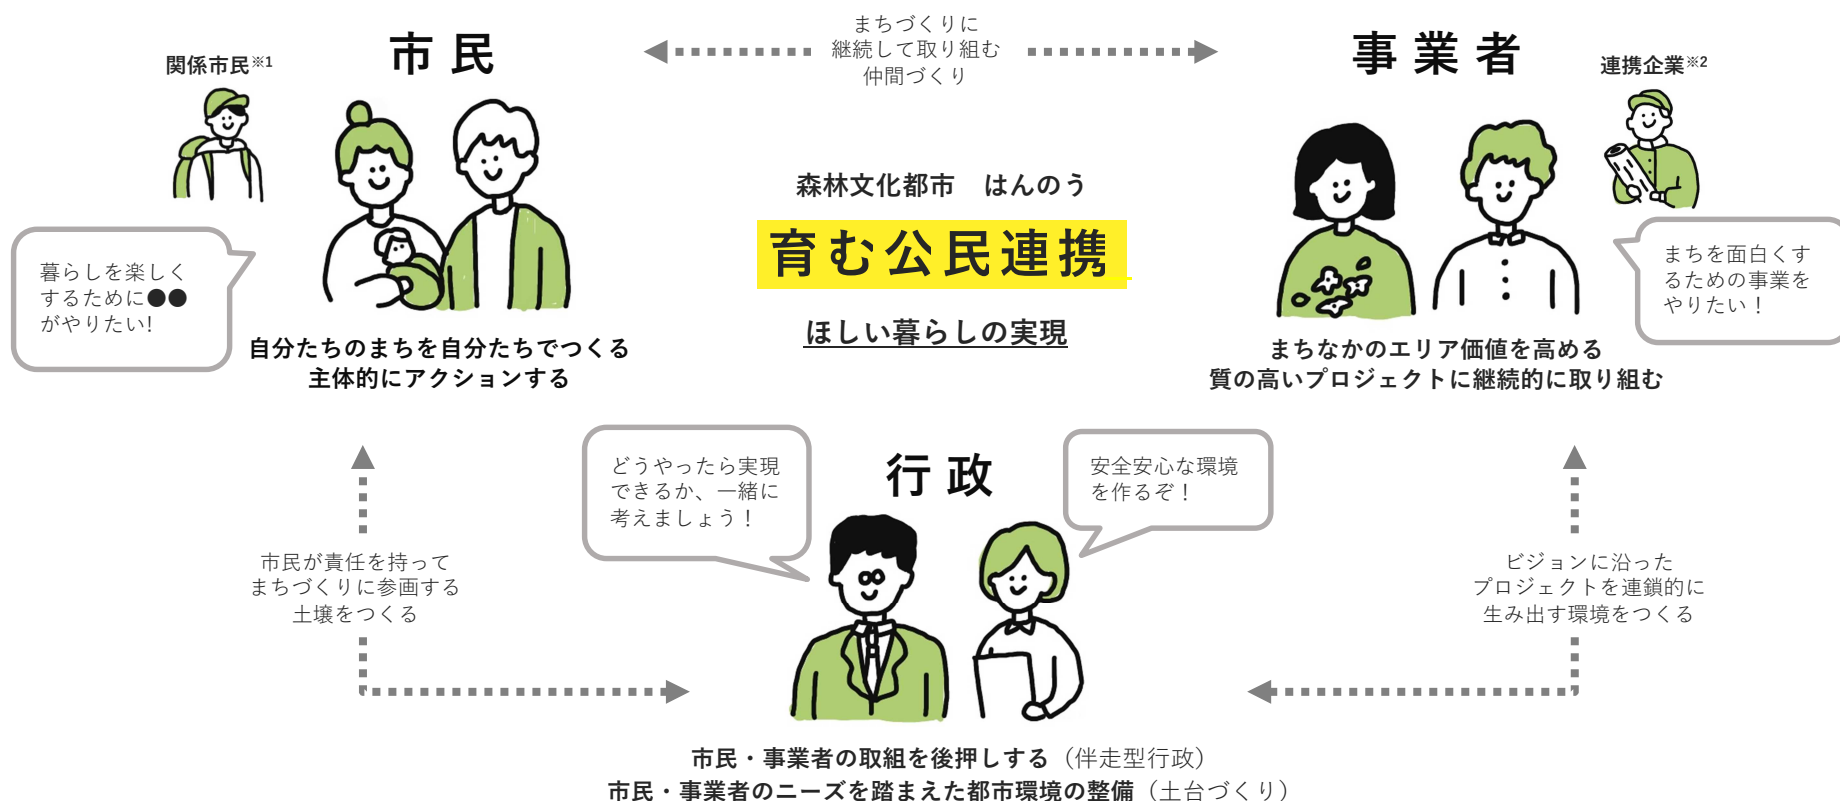 関係市民※1
市民
まちづくりに
継続して取り組む
仲間づくり
事業者
連携企業※2
暮らしを楽しく
するために●●
がやりたい!
森林文化都市　はんのう
育む公民連携
ほしい暮らしの実現
まちを面白くす
るための事業を
やりたい！
自分たちのまちを自分たちでつくる
主体的にアクションする
まちなかのエリア価値を高める
質の高いプロジェクトに継続的に取り組む
どうやったら実現
できるか、一緒に
考えましょう！
行政
安全安心な環境
を作るぞ！
市民が責任を持って
まちづくりに参画する
土壌をつくる
ビジョンに沿った
プロジェクトを連鎖的に
生み出す環境をつくる
市民・事業者の取組を後押しする（伴走型行政）
市民・事業者のニーズを踏まえた都市環境の整備（土台づくり）